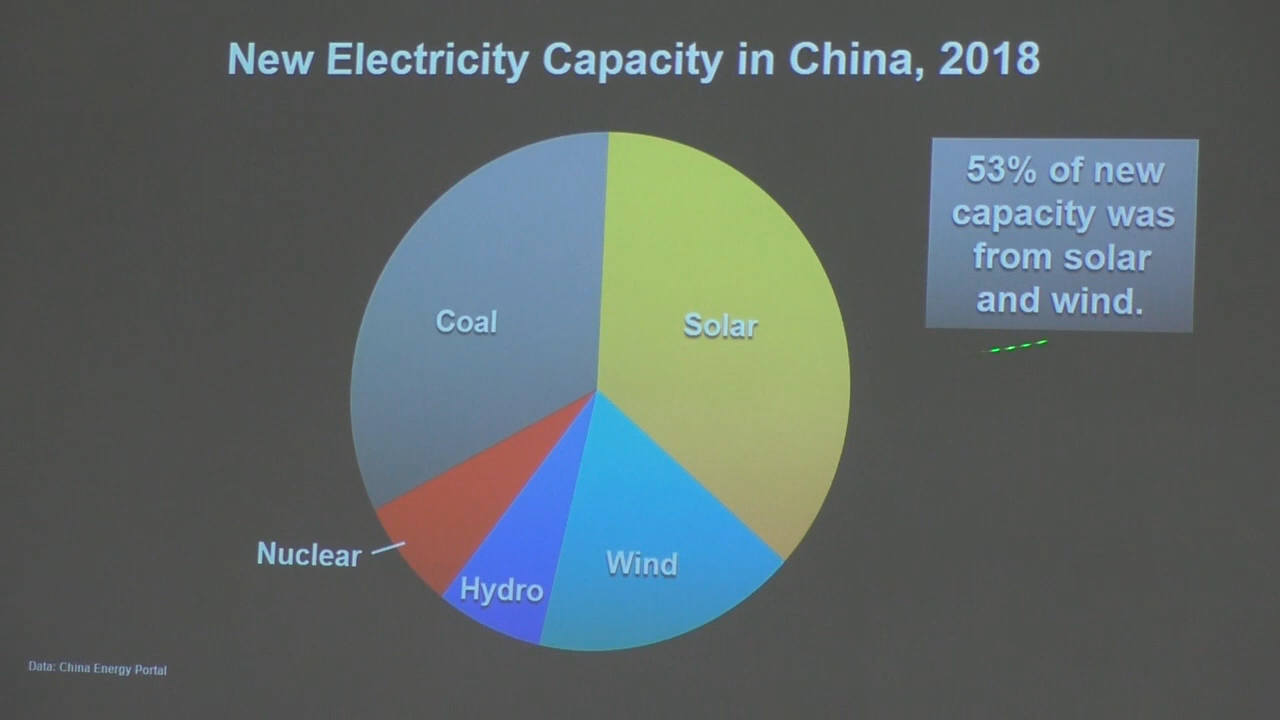 New Electricity Capacity in China, 2018
53% of new
capacity was
from solar
and wind.
Coal
Solar
Nuclear
Hydro
Wind
Data: China Energy Portal